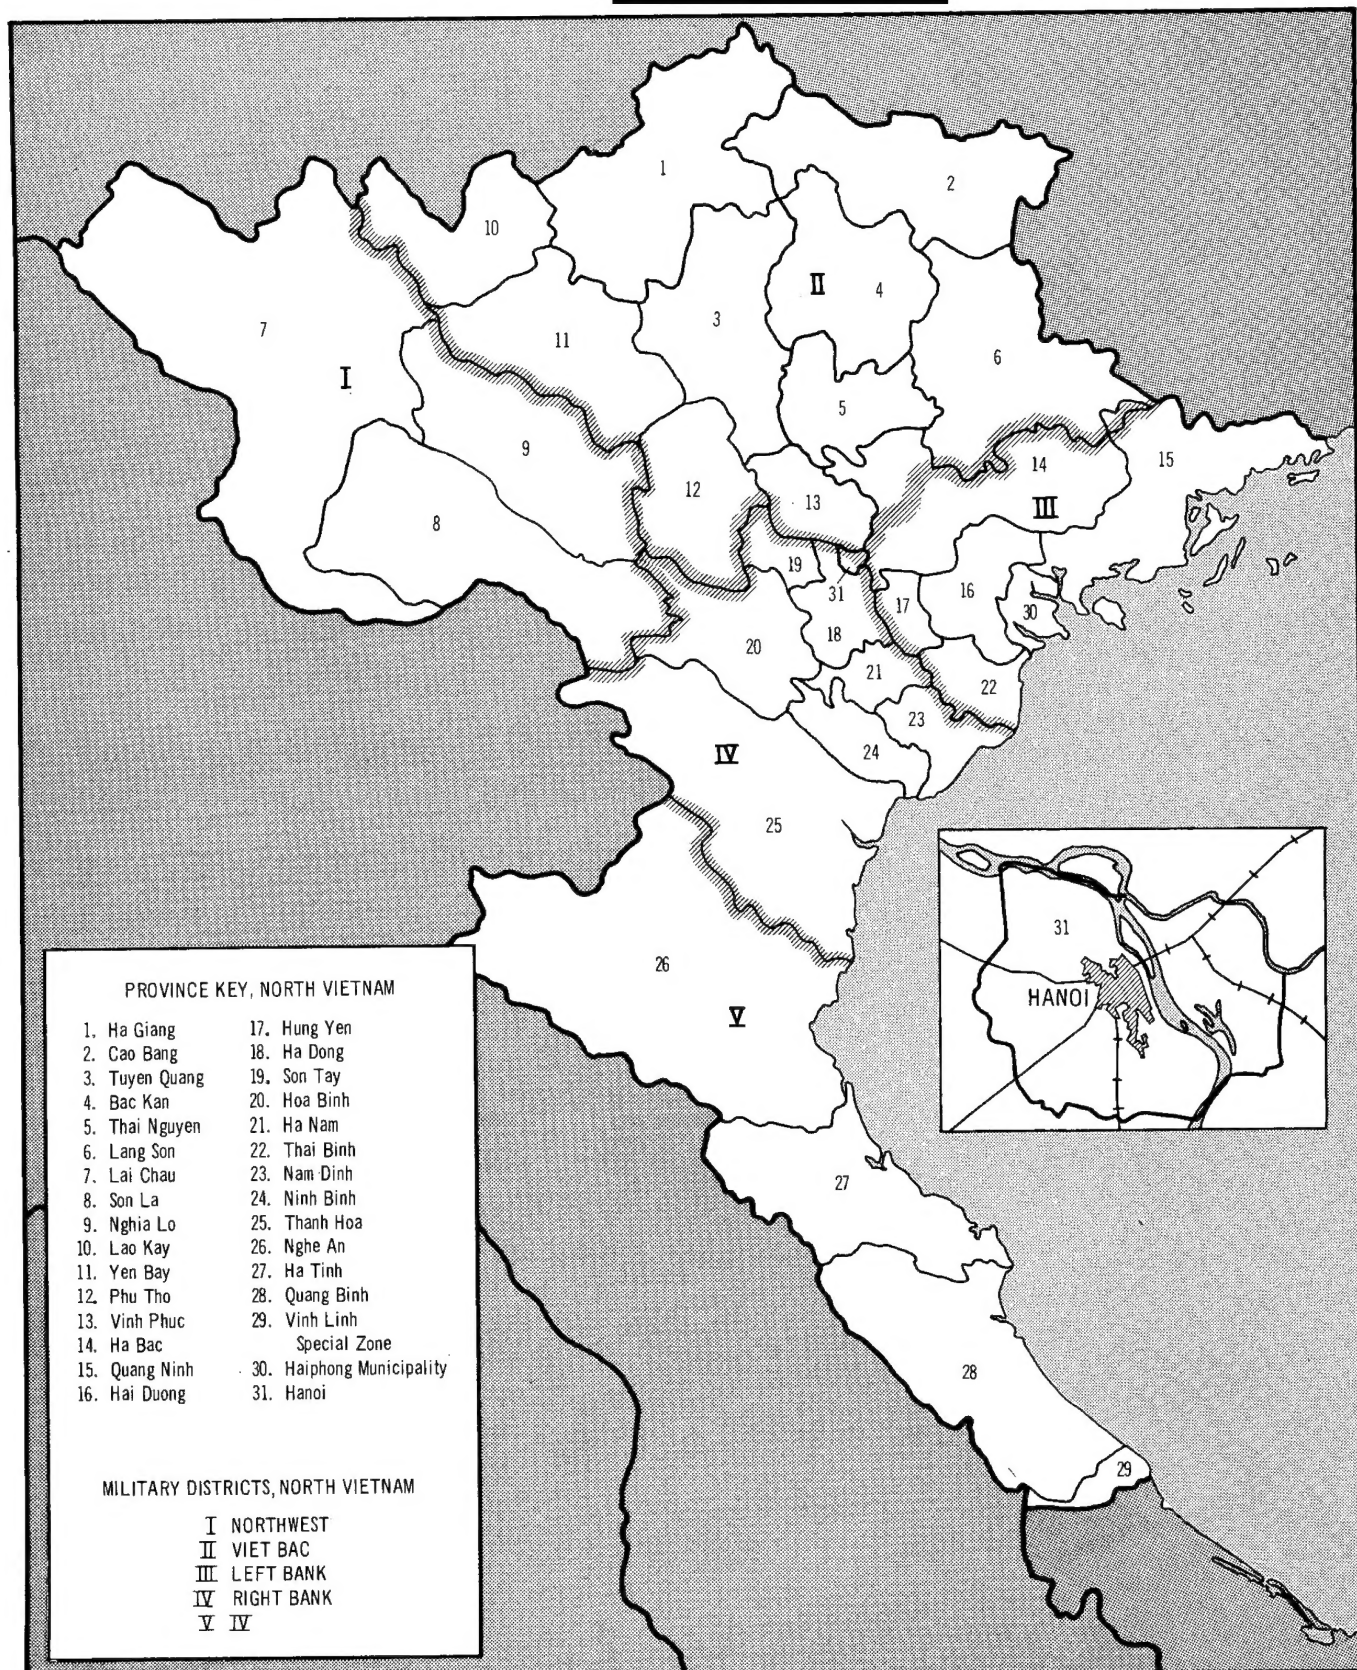 1
2
10
II
4
3
7
11
6
I
5
9
14
15
12
13
III
8
19
16
31
17
30
18
20
21
22
23
IV
24
25
31
HANOI
26
V
27
28
29
PROVINCE KEY, NORTH VIETNAM
1. Ha Giang
2. Cao Bang
3. Tuyen Quang
4. Bac Kan
5. Thai Nguyen
6. Lang Son
7. Lai Chau
8. Son La
9. Nghia Lo
10. Lao Kay
11. Yen Bay
12. Phu Tho
13. Vinh Phuc
14. Ha Bac
15. Quang Ninh
16. Hai Duong
17. Hung Yen
18. Ha Dong
19. Son Tay
20. Hoa Binh
21. Ha Nam
22. Thai Binh
23. Nam Dinh
24. Ninh Binh
25. Thanh Hoa
26. Nghe An
27. Ha Tinh
28. Quang Binh
29. Vinh Linh
Special Zone
30. Haiphong Municipality
31. Hanoi
MILITARY DISTRICTS, NORTH VIETNAM
I NORTHWEST
II VIET BAC
III LEFT BANK
IV RIGHT BANK
V IV